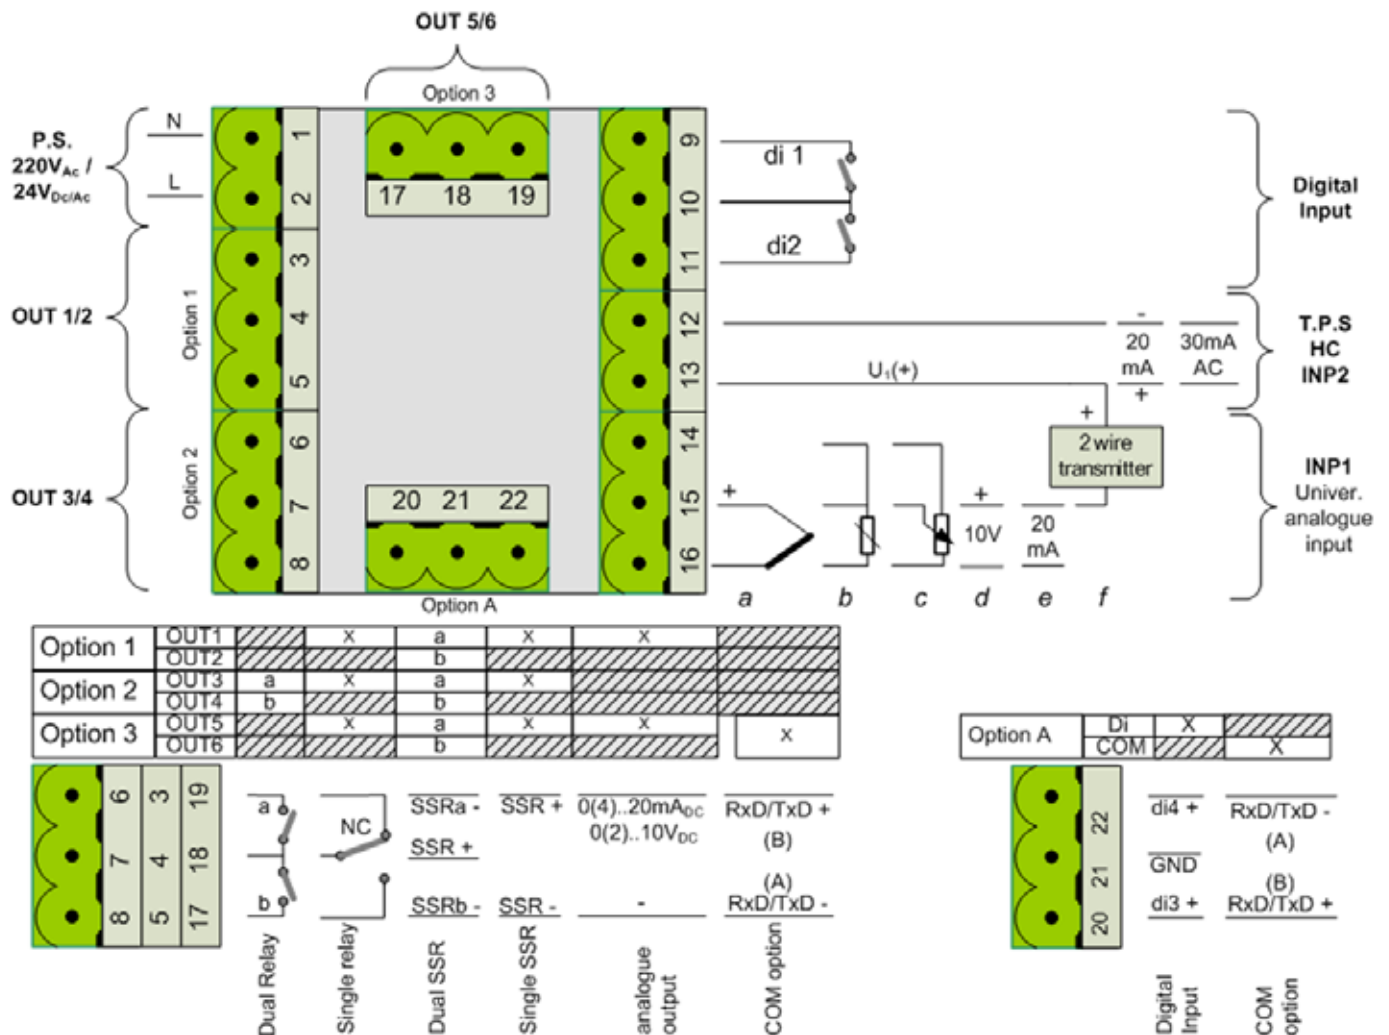 OUT 5/6
Option 3
P.S.
220VAc /
24VDc/Ac
N
L
OUT 1/2
Option 1
OUT 3/4
Option 2
1
2
3
4
5
6
7
8
17 18 19
20 21 22
Option A
9
10
11
12
13
14
15
16
di 1
di2
Digital
Input
-
20
mA
+
30mA
AC
T.P.S
HC
INP2
U1(+)
+
2 wire
transmitter
INP1
Univer.
analogue
input
+
+
10V
20
mA
a b c d e f
Option 1 OUT1 X a X X
OUT2 b
Option 2 OUT3 a X a X
OUT4 b b
Option 3 OUT5 X a X X X
OUT6 b
6 3 19
7 4 18
8 5 17
a
b
NC
SSRa -
SSR +
SSRb -
SSR +
SSR -
0(4)..20mADC
0(2)..10VDC
-
RxD/TxD +
(B)
(A)
RxD/TxD -
Dual Relay
Single relay
Dual SSR
Single SSR
analogue
output
COM option
Option A Di X
COM X
22
21
20
di4 +
GND
di3 +
RxD/TxD -
(A)
(B)
RxD/TxD +
Digital
Input
COM
option